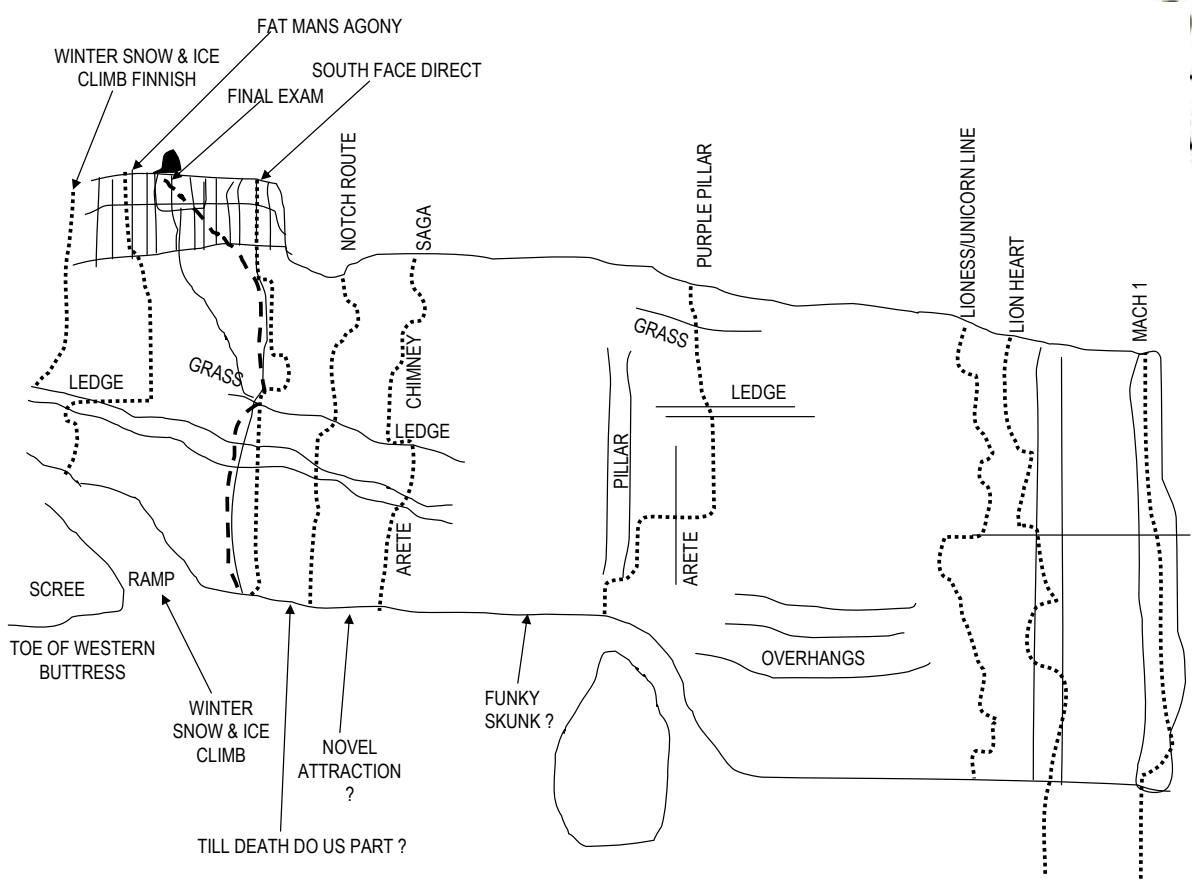 FAT MANS AGONY
WINTER SNOW & ICE
CLIMB FINNISH
SOUTH FACE DIRECT
FINAL EXAM
NOTCH ROUTE
SAGA
PURPLE PILLAR
LIONESS/UNICORN LINE
LION HEART
MACH 1
GRASS
LEDGE
GRASS
CHIMNEY
LEDGE
LEDGE
PILLAR
ARETE
ARETE
SCREE
RAMP
TOE OF WESTERN
BUTTRESS
OVERHANGS
WINTER
SNOW & ICE
CLIMB
NOVEL
ATTRACTION
?
FUNKY
SKUNK ?
TILL DEATH DO US PART ?